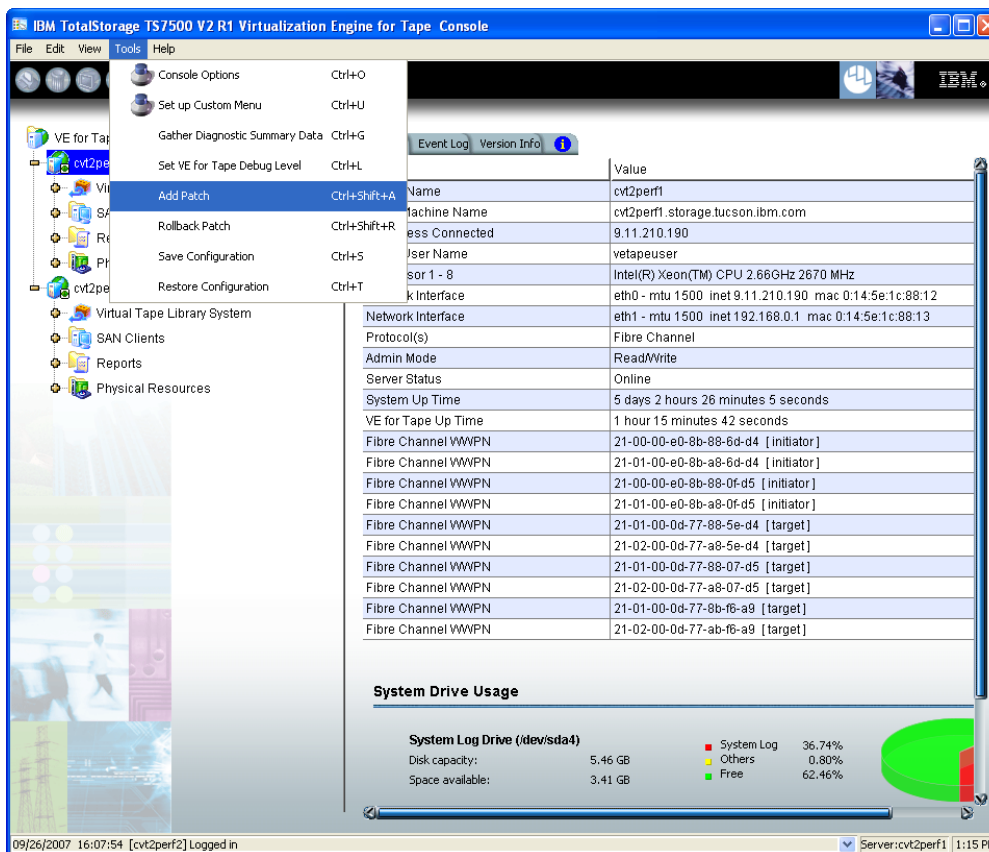 IBM TotalStorage TS7500 V2 R1 Virtualization Engine for Tape Console
File Edit View Tools Help
IBM.
Console Options Ctrl+O
Set up Custom Menu Ctrl+U
Gather Diagnostic Summary Data Ctrl+G
Set VE for Tape Debug Level Ctrl+L
Add Patch Ctrl+Shift+A
Rollback Patch Ctrl+Shift+R
Save Configuration Ctrl+S
Restore Configuration Ctrl+T
VE for Tap
cvt2pe
Vi
SA
Re
Ph
cvt2pe
Virtual Tape Library System
SAN Clients
Reports
Physical Resources
Event Log Version Info
Value
Name cvt2perf1
Machine Name cvt2perf1.storage.tucson.ibm.com
ess Connected 9.11.210.190
User Name vetapeuser
sor 1 - 8 Intel(R) Xeon(TM) CPU 2.66GHz 2670 MHz
k Interface eth0 - mtu 1500 inet 9.11.210.190 mac 0:14:5e:1c:88:12
Network Interface eth1 - mtu 1500 inet 192.168.0.1 mac 0:14:5e:1c:88:13
Protocol(s) Fibre Channel
Admin Mode Read/Write
Server Status Online
System Up Time 5 days 2 hours 26 minutes 5 seconds
VE for Tape Up Time 1 hour 15 minutes 42 seconds
Fibre Channel WWPN 21-00-00-e0-8b-88-6d-d4 [initiator]
Fibre Channel WWPN 21-01-00-e0-8b-a8-6d-d4 [initiator]
Fibre Channel WWPN 21-00-00-e0-8b-88-0f-d5 [initiator]
Fibre Channel WWPN 21-01-00-e0-8b-a8-0f-d5 [initiator]
Fibre Channel WWPN 21-01-00-0d-77-88-5e-d4 [target]
Fibre Channel WWPN 21-02-00-0d-77-a8-5e-d4 [target]
Fibre Channel WWPN 21-01-00-0d-77-88-07-d5 [target]
Fibre Channel WWPN 21-02-00-0d-77-a8-07-d5 [target]
Fibre Channel WWPN 21-01-00-0d-77-8b-f6-a9 [target]
Fibre Channel WWPN 21-02-00-0d-77-ab-f6-a9 [target]
System Drive Usage
System Log Drive (/dev/sda4)
Disk capacity: 5.46 GB
Space available: 3.41 GB
System Log 36.74%
Others 0.80%
Free 62.46%
09/26/2007 16:07:54 [cvt2perf2] Logged in
Server:cvt2perf1 1:15 P